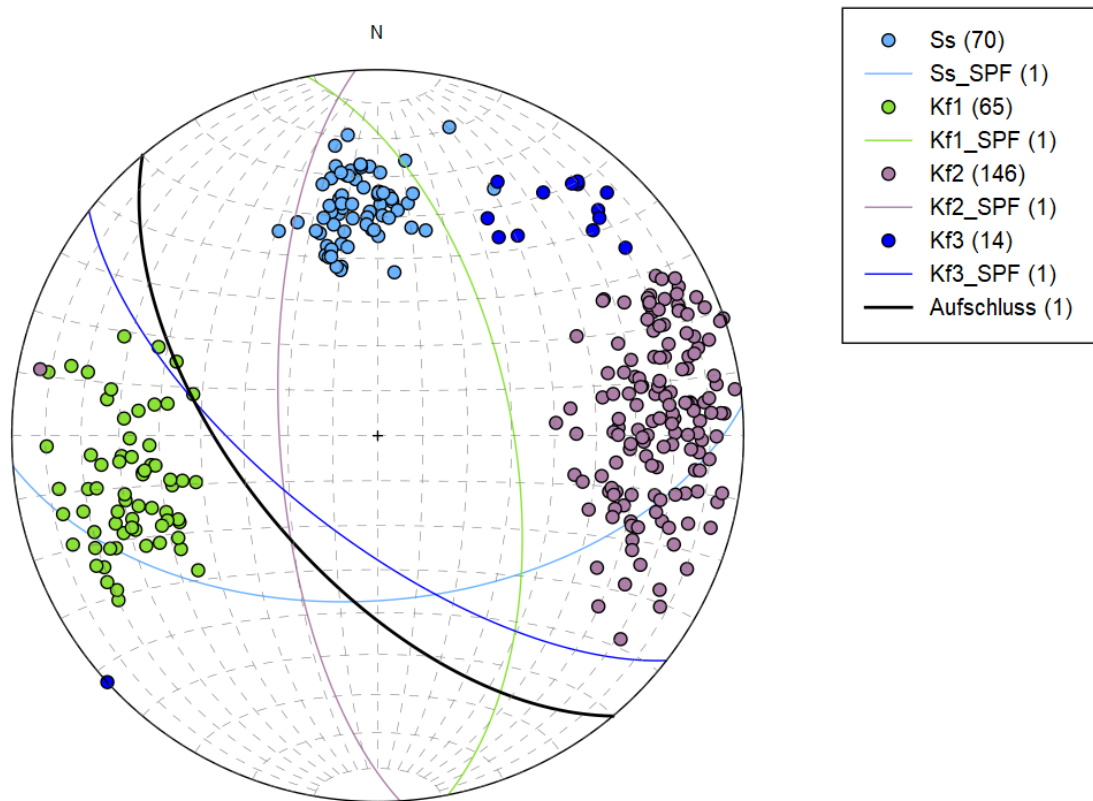 N
Ss (70)
Ss_SPF (1)
Kf1 (65)
Kf1_SPF (1)
Kf2 (146)
Kf2_SPF (1)
Kf3 (14)
Kf3_SPF (1)
Aufschluss (1)